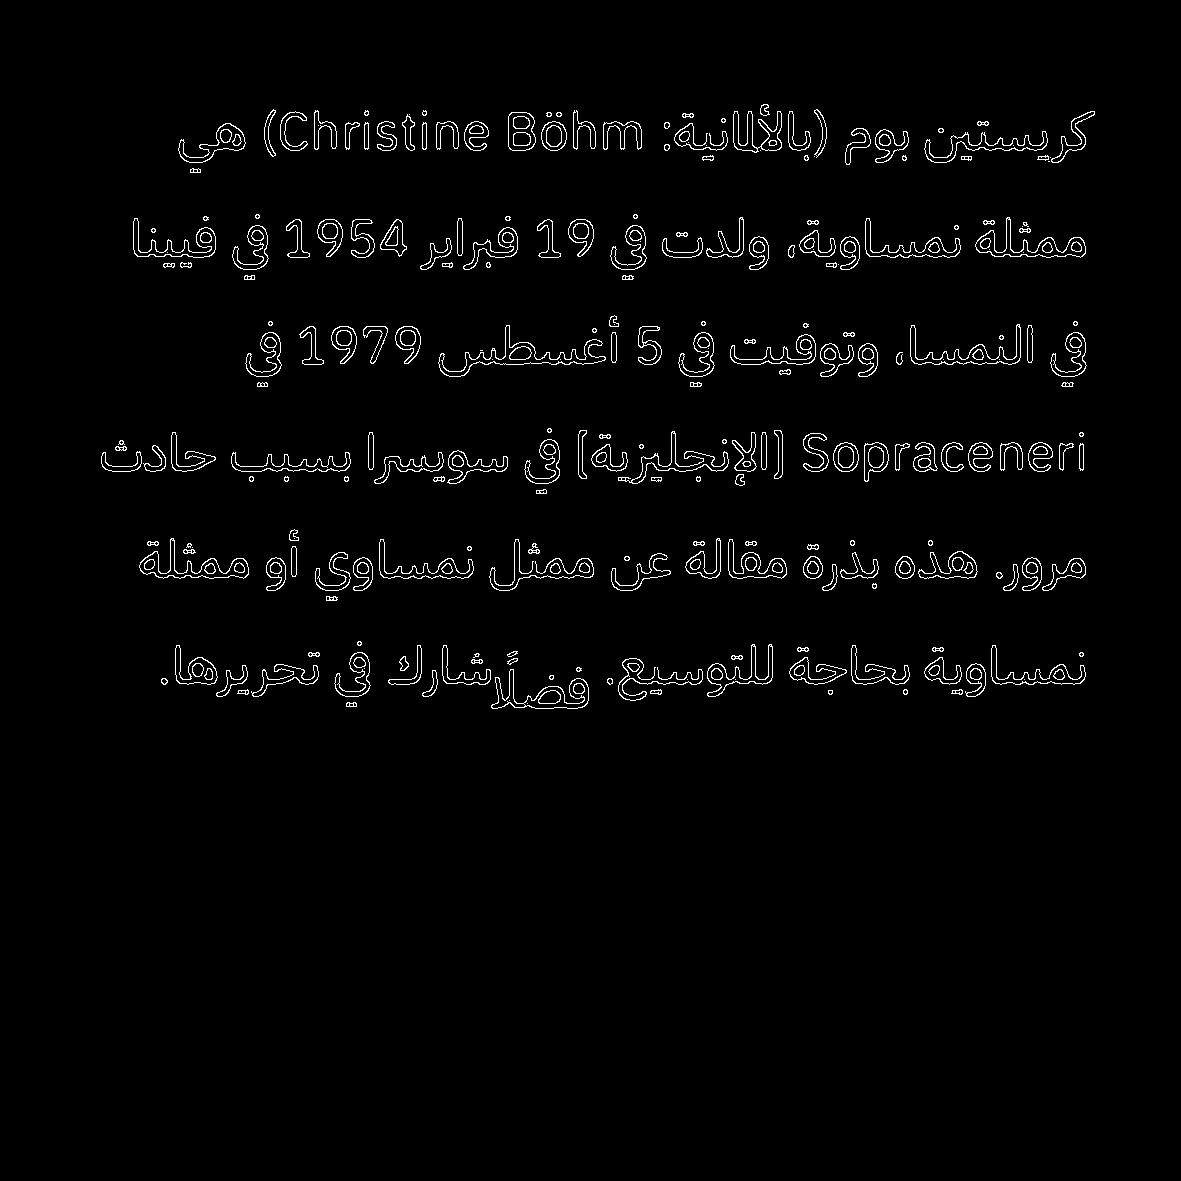 كريستين بوم (بالألمانية: Christine Böhm) هي
ممثلة نمساوية، ولدت في 19 فبراير 1954 في فيينا
في النمسا، وتوفيت في 5 أغسطس 1979 في
Sopraceneri [الإنجليزية] في سويسرا بسبب حادث
مرور. هذه بذرة مقالة عن ممثل نمساوي أو ممثلة
نمساوية بحاجة للتوسيع. فضلًا شارك في تحريرها.